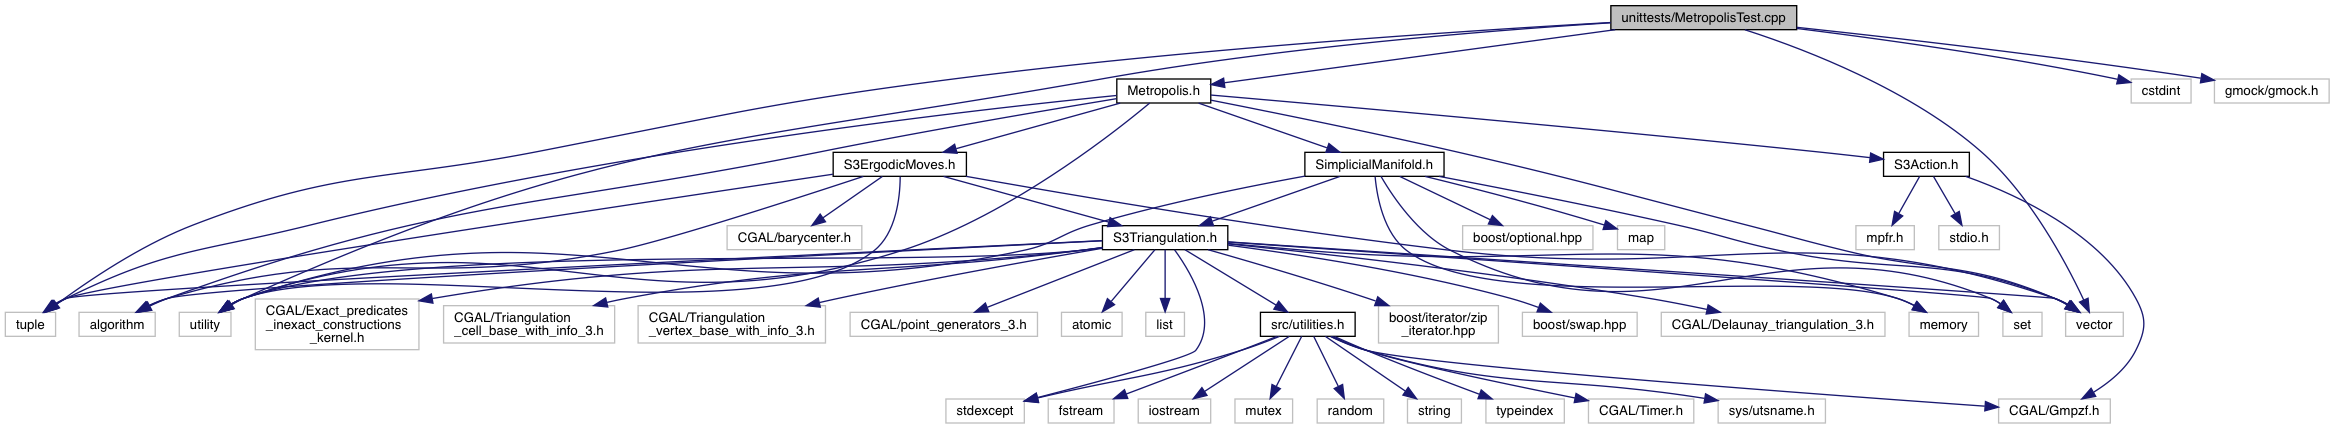 unittests/MetropolisTest.cpp
Metropolis.h
cstdint
gmock/gmock.h
S3ErgodicMoves.h
SimplicialManifold.h
S3Action.h
CGAL/barycenter.h
S3Triangulation.h
boost/optional.hpp
map
mpfr.h
stdio.h
tuple
algorithm
utility
CGAL/Exact_predicates
_inexact_constructions
_kernel.h
CGAL/Triangulation
_cell_base_with_info_3.h
CGAL/Triangulation
_vertex_base_with_info_3.h
CGAL/point_generators_3.h
atomic
list
src/utilities.h
boost/iterator/zip
_iterator.hpp
boost/swap.hpp
CGAL/Delaunay_triangulation_3.h
memory
set
vector
stdexcept
fstream
iostream
mutex
random
string
typeindex
CGAL/Timer.h
sys/utsname.h
CGAL/Gmpzf.h